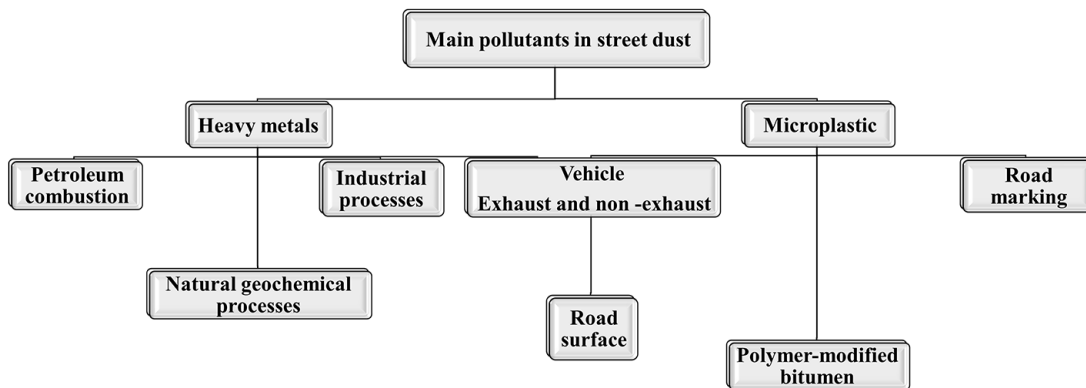 Main pollutants in street dust
Heavy metals
Microplastic
Petroleum
combustion
Industrial
processes
Vehicle
Exhaust and non -exhaust
Road
marking
Natural geochemical
processes
Road
surface
Polymer-modified
bitumen